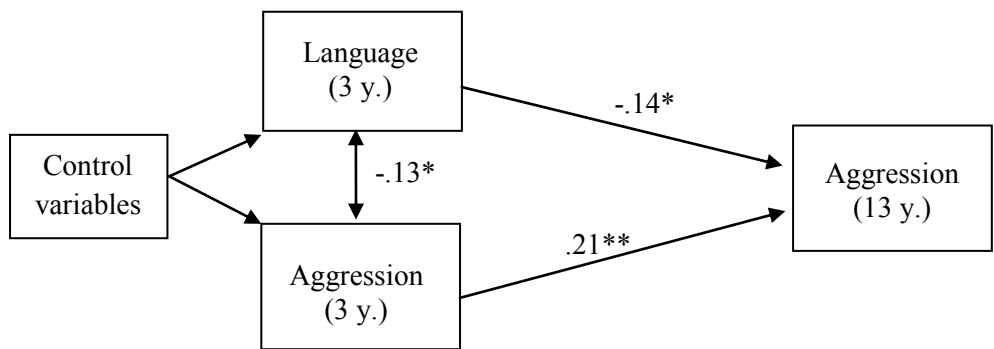 Language
(3 y.)
-.14*
Control
variables
-.13*
Aggression
(13 y.)
.21**
Aggression
(3 y.)